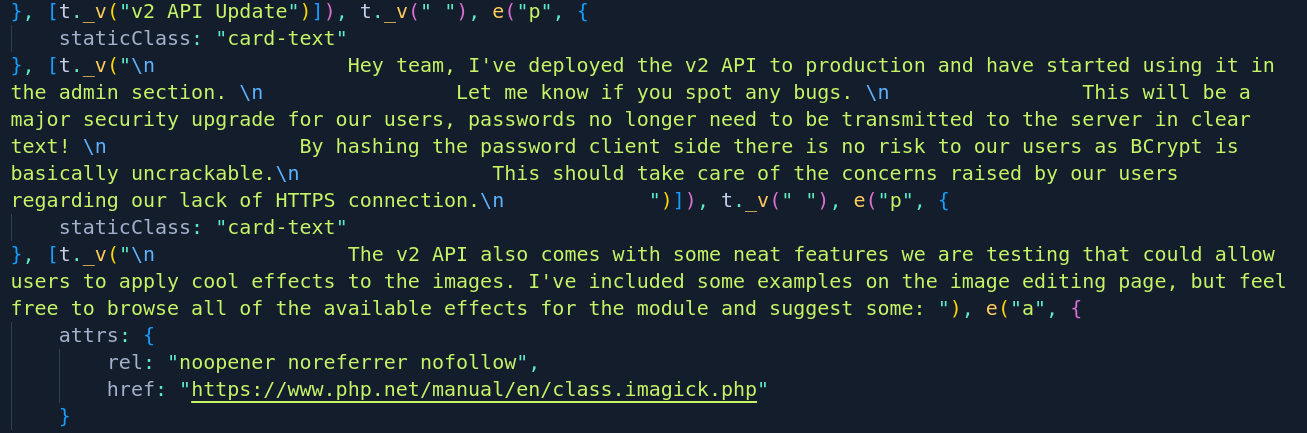 }, [t._v("v2 API Update")]), t._v(" "), e("p", {
    staticClass: "card-text"
}, [t._v("\n                Hey team, I've deployed the v2 API to production and have started using it in
the admin section. \n                Let me know if you spot any bugs. \n                This will be a
major security upgrade for our users, passwords no longer need to be transmitted to the server in clear
text! \n                By hashing the password client side there is no risk to our users as BCrypt is
basically uncrackable.\n                This should take care of the concerns raised by our users
regarding our lack of HTTPS connection.\n            ")]), t._v(" "), e("p", {
    staticClass: "card-text"
}, [t._v("\n                The v2 API also comes with some neat features we are testing that could allow
users to apply cool effects to the images. I've included some examples on the image editing page, but feel
free to browse all of the available effects for the module and suggest some: "), e("a", {
    attrs: {
        rel: "noopener noreferrer nofollow",
        href: "https://www.php.net/manual/en/class.imagick.php"
    }